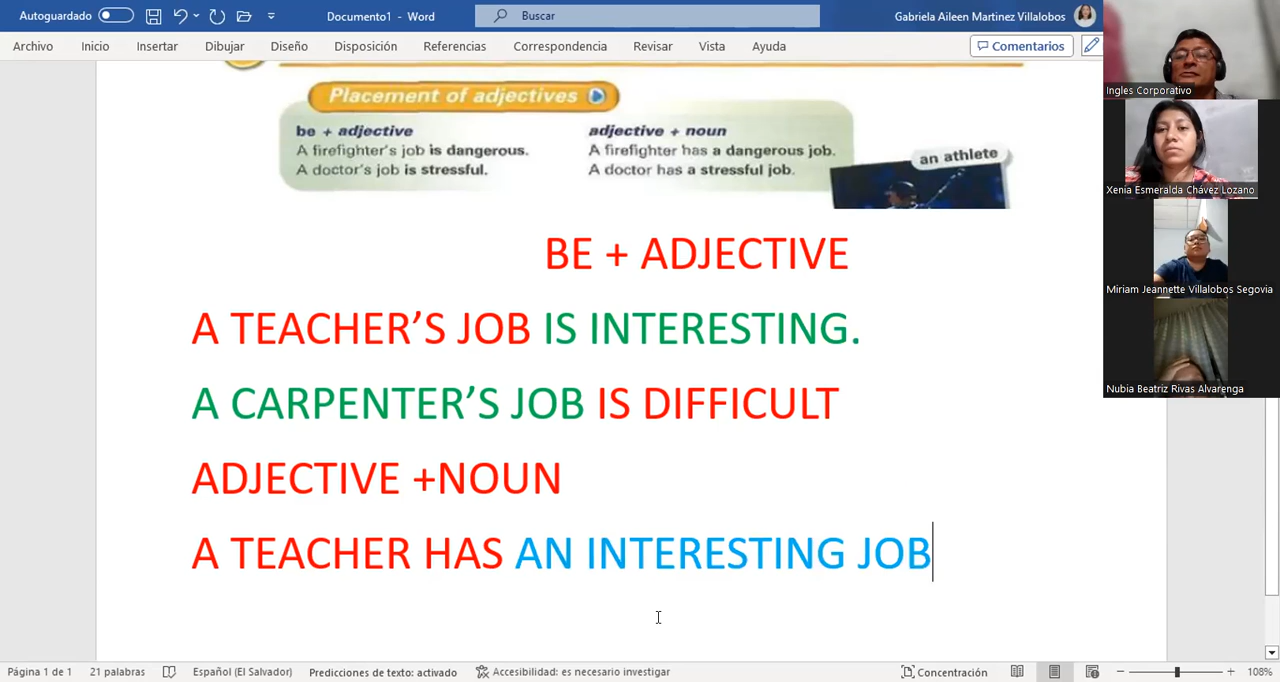 Autoguardado
Documento1 - Word
Buscar
Gabriela Aileen Martinez Villalobos
Archivo Inicio Insertar Dibujar Diseño Disposición Referencias Correspondencia Revisar Vista Ayuda
Comentarios
Placement of adjectives
be + adjective
A firefighter's job is dangerous.
A doctor's job is stressful.
adjective + noun
A firefighter has a dangerous job.
A doctor has a stressful job.
an athlete
BE + ADJECTIVE
A TEACHER’S JOB IS INTERESTING.
A CARPENTER’S JOB IS DIFFICULT
ADJECTIVE +NOUN
A TEACHER HAS AN INTERESTING JOB
Ingles Corporativo
Xenia Esmeralda Chávez Lozano
Miriam Jeannette Villalobos Segovia
Nubia Beatriz Rivas Alvarenga
Página 1 de 1 21 palabras Español (El Salvador) Predicciones de texto: activado Accesibilidad: es necesario investigar Concentración 108%